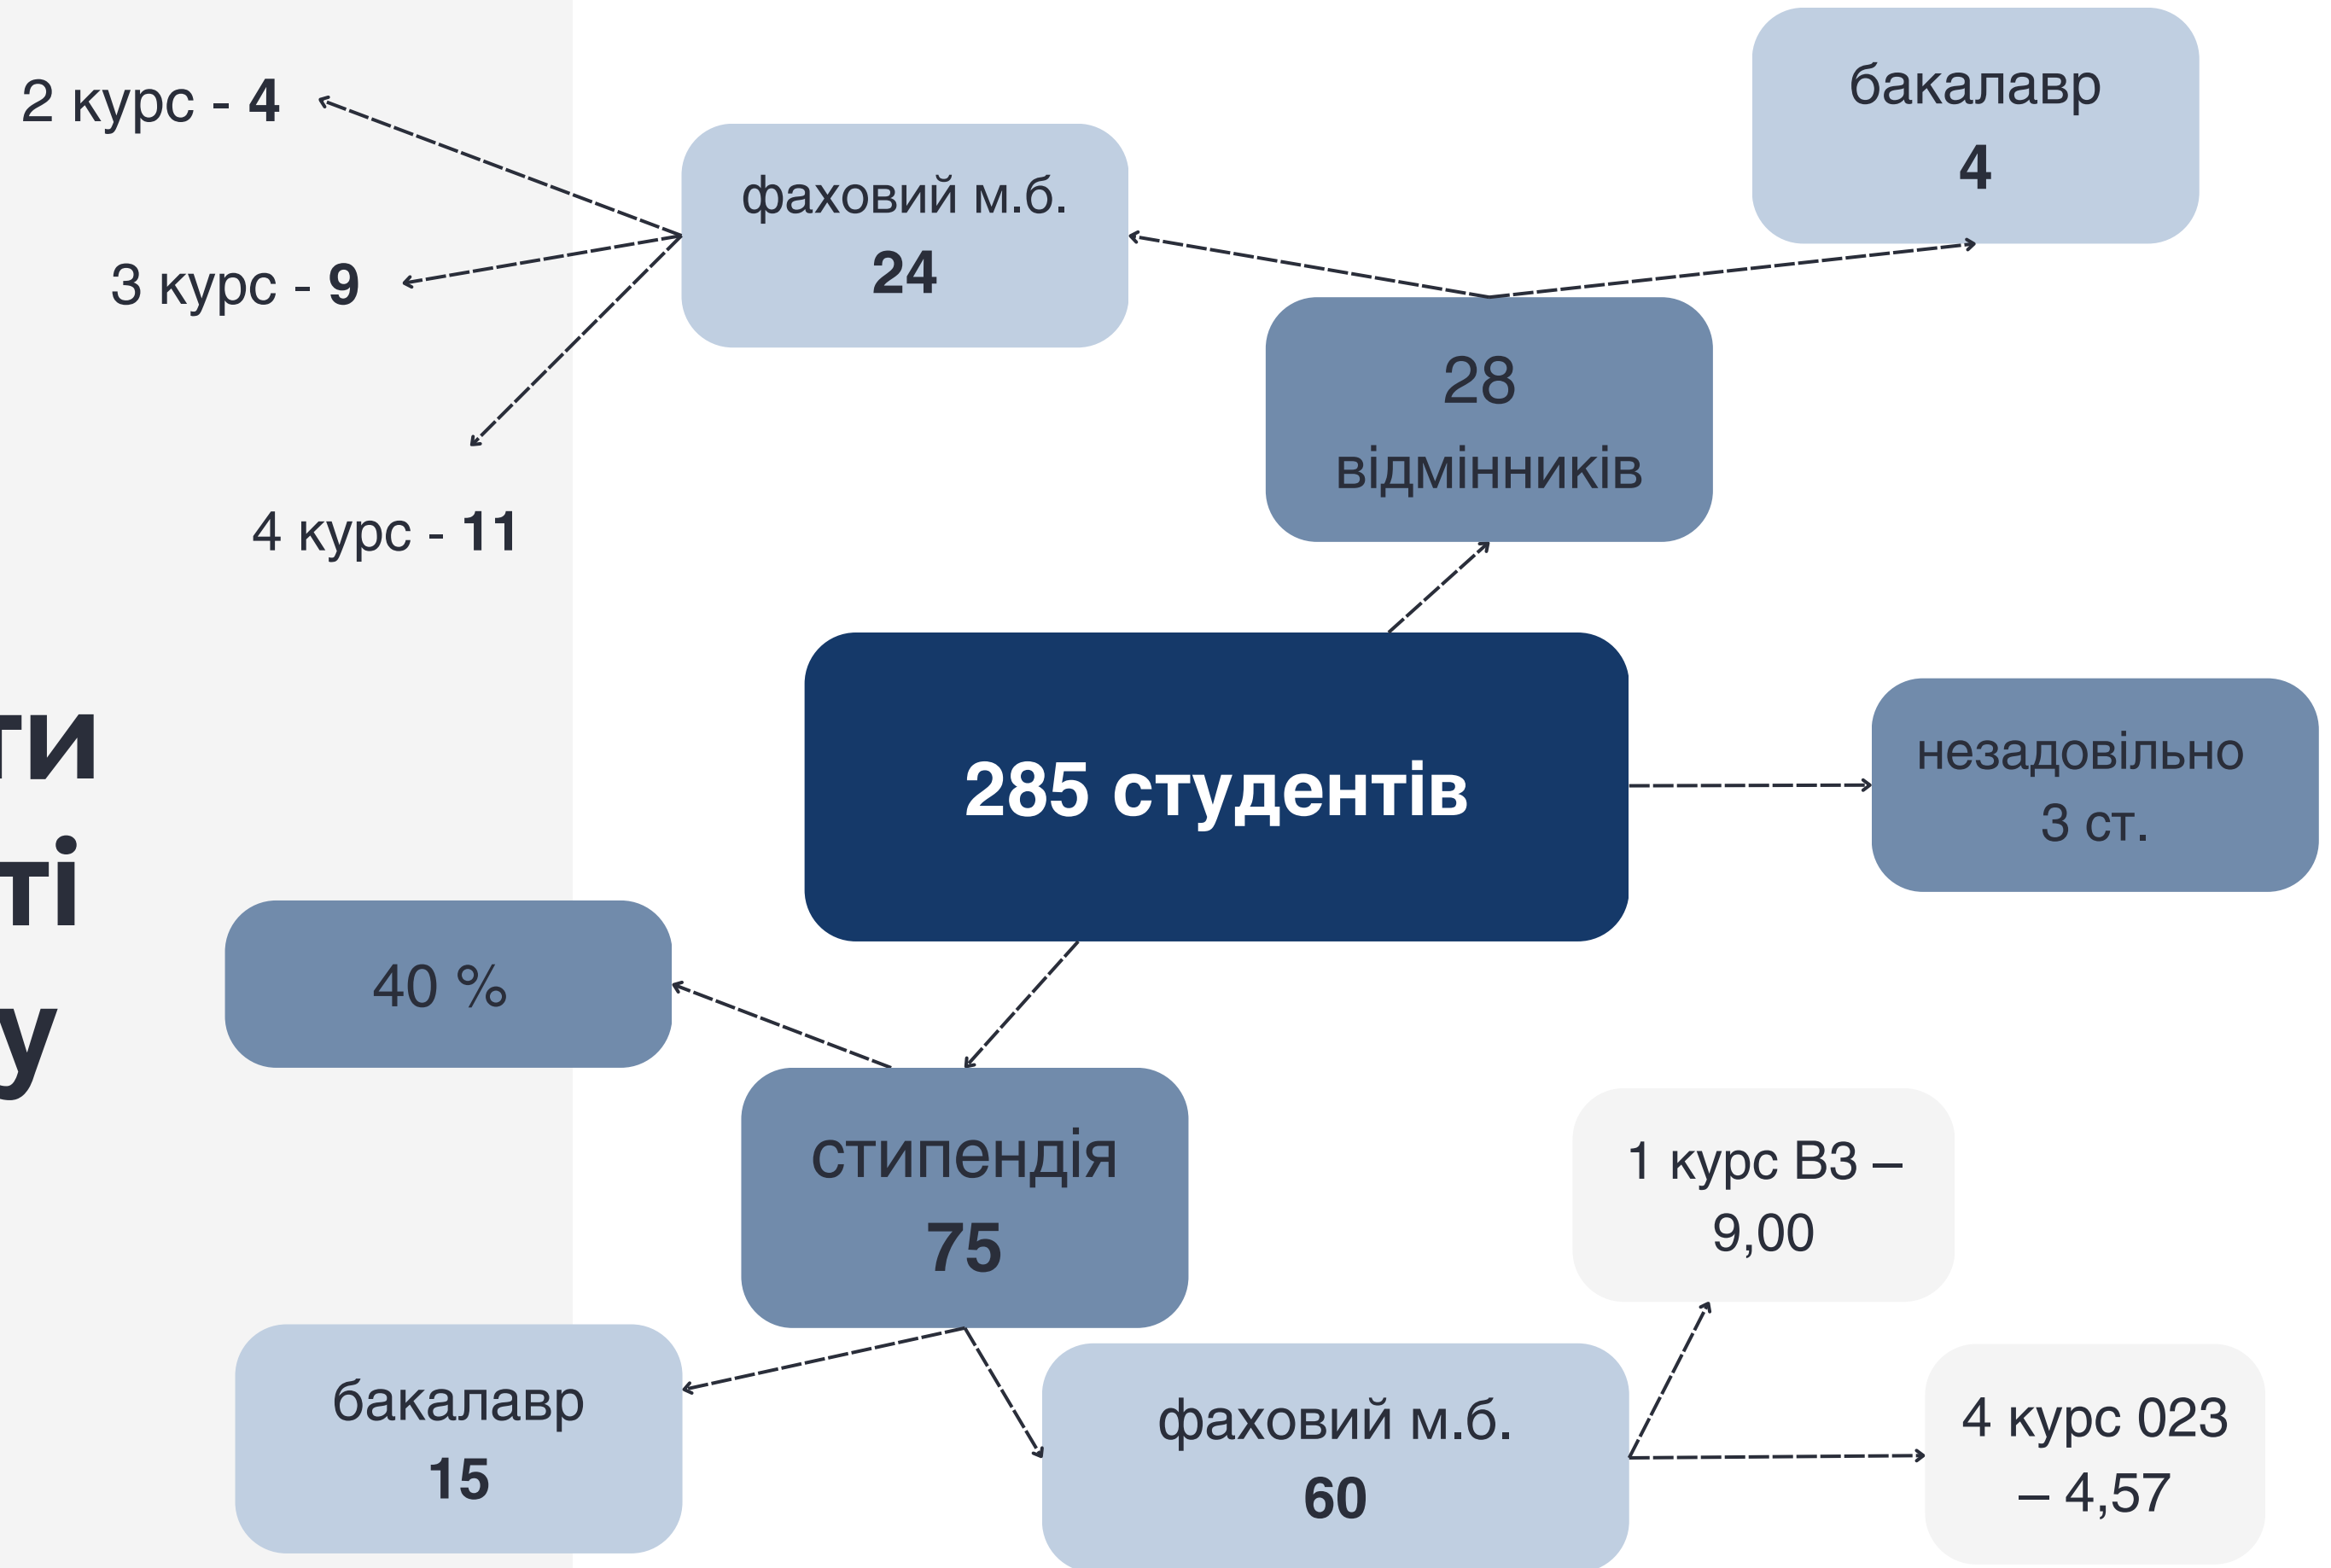 2 курс - 4
3 курс - 9
4 курс - 11
фаховий м.б.
24
бакалавр
4
28
відмінників
285 студентів
незадовільно
3 ст.
ти
ті
у
40 %
стипендія
75
бакалавр
15
фаховий м.б.
60
1 курс В3 –
9,00
4 курс 023
– 4,57